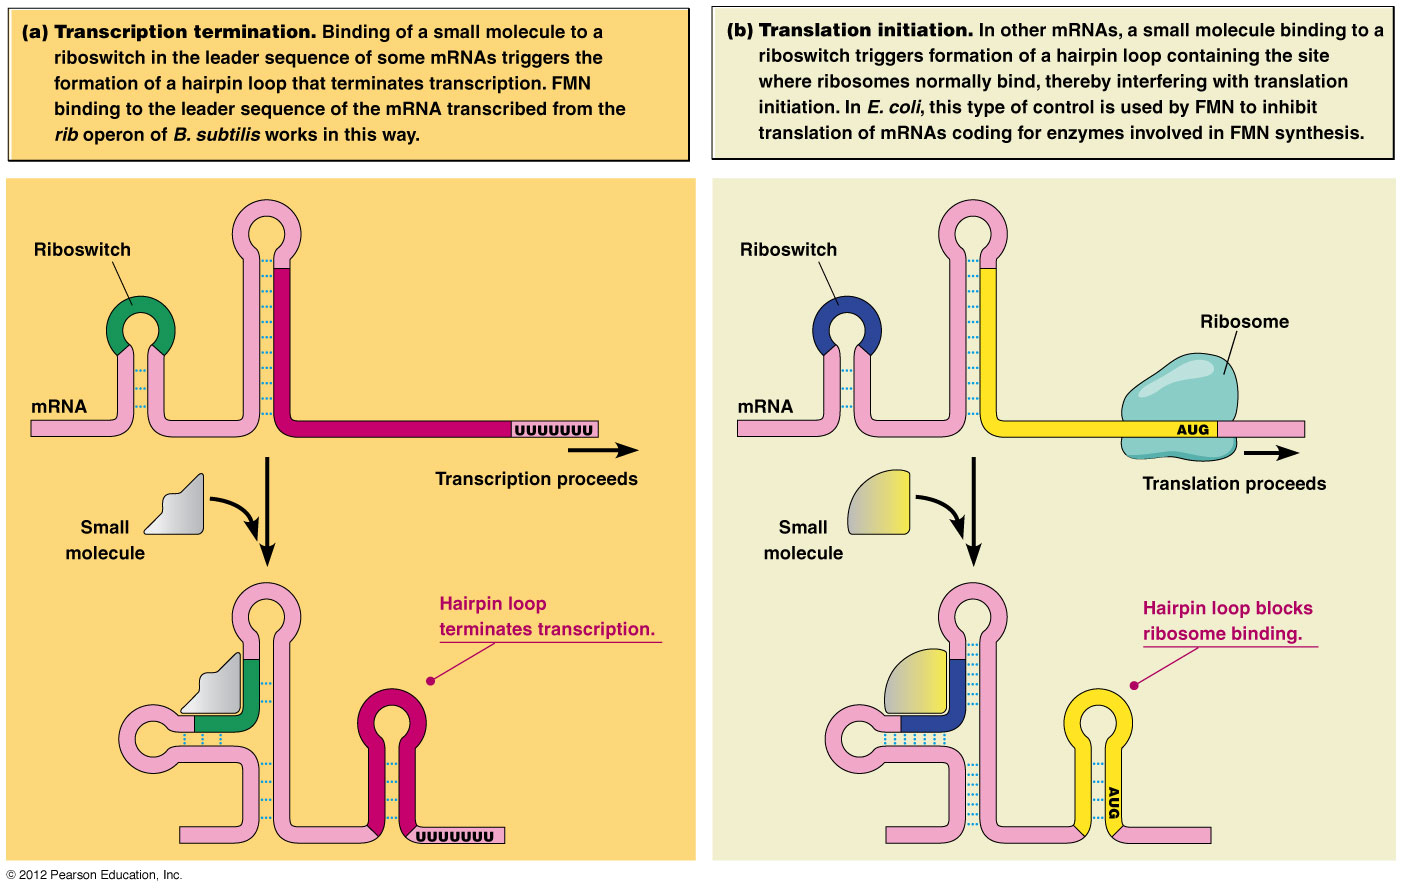 (a) Transcription termination. Binding of a small molecule to a
riboswitch in the leader sequence of some mRNAs triggers the
formation of a hairpin loop that terminates transcription. FMN
binding to the leader sequence of the mRNA transcribed from the
rib operon of B. subtilis works in this way.
(b) Translation initiation. In other mRNAs, a small molecule binding to a
riboswitch triggers formation of a hairpin loop containing the site
where ribosomes normally bind, thereby interfering with translation
initiation. In E. coli, this type of control is used by FMN to inhibit
translation of mRNAs coding for enzymes involved in FMN synthesis.
Riboswitch
mRNA
UUUUUUU
Transcription proceeds
Small
molecule
Hairpin loop
terminates transcription.
UUUUUUU
Riboswitch
Ribosome
mRNA
AUG
Translation proceeds
Small
molecule
Hairpin loop blocks
ribosome binding.
AUG
© 2012 Pearson Education, Inc.